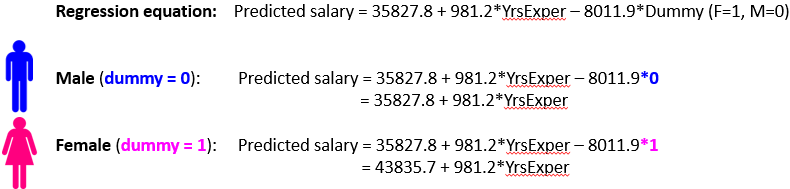 Regression equation: Predicted salary = 35827.8 + 981.2*YrsExper – 8011.9*Dummy (F=1, M=0)
Male (dummy = 0): Predicted salary = 35827.8 + 981.2*YrsExper – 8011.9*0
= 35827.8 + 981.2*YrsExper
Female (dummy = 1): Predicted salary = 35827.8 + 981.2*YrsExper – 8011.9*1
= 43835.7 + 981.2*YrsExper